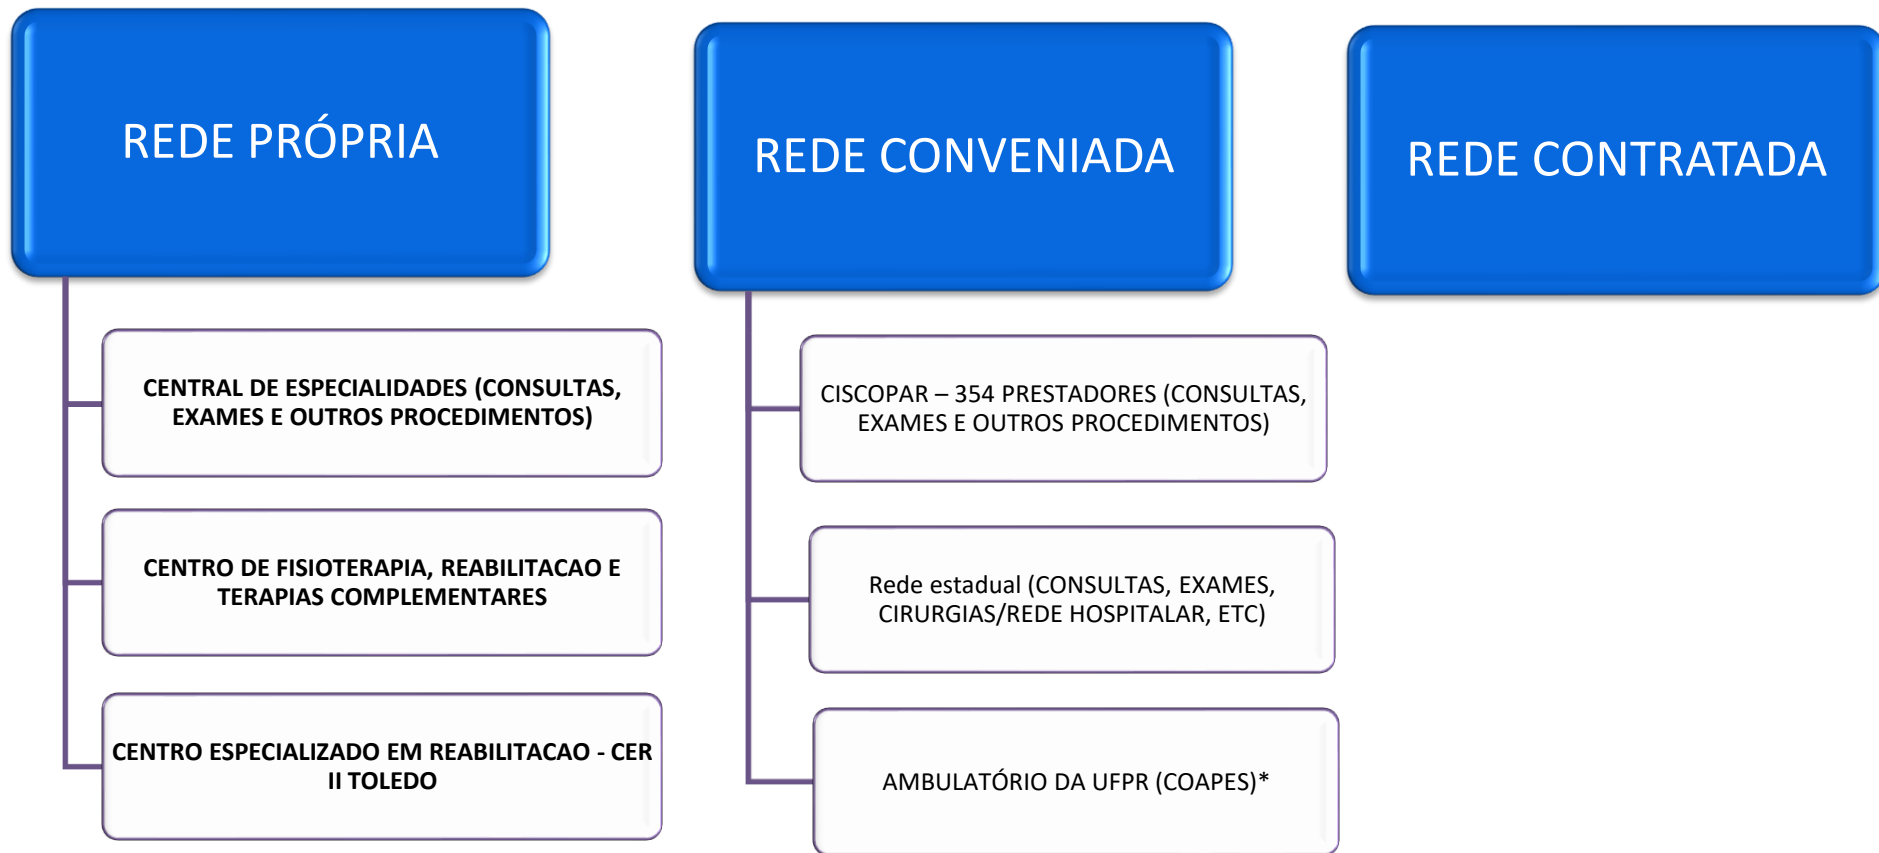 REDE PRÓPRIA
CENTRAL DE ESPECIALIDADES (CONSULTAS,
EXAMES E OUTROS PROCEDIMENTOS)
CENTRO DE FISIOTERAPIA, REABILITACAO E
TERAPIAS COMPLEMENTARES
CENTRO ESPECIALIZADO EM REABILITACAO - CER
II TOLEDO
REDE CONVENIADA
CISCOPAR – 354 PRESTADORES (CONSULTAS,
EXAMES E OUTROS PROCEDIMENTOS)
Rede estadual (CONSULTAS, EXAMES,
CIRURGIAS/REDE HOSPITALAR, ETC)
AMBULATÓRIO DA UFPR (COAPES)*
REDE CONTRATADA